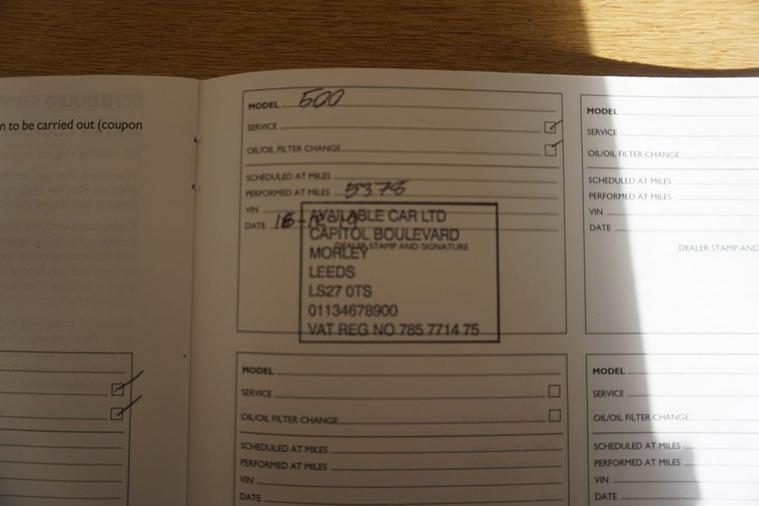 SCHEDULED SERV
n to be carried out (coupon
MODEL 500
SERVICE
OIL/OIL FILTER CHANGE
SCHEDULED AT MILES
PERFORMED AT MILES 5378
VIN
DATE
DEALER STAMP AND SIGNATURE
AVAILABLE CAR LTD
CAPITOL BOULEVARD
MORLEY
LEEDS
LS27 0TS
01134678900
VAT REG NO 785 7714 75
MODEL
SERVICE
OIL/OIL FILTER CHANGE
SCHEDULED AT MILES
PERFORMED AT MILES
VIN
DATE
DEALER STAMP AND
MODEL
SERVICE
OIL/OIL FILTER CHANGE
SCHEDULED AT MILES
PERFORMED AT MILES
VIN
DATE
MODEL
SERVICE
OIL/OIL FILTER CHANGE
SCHEDULED AT MILES
PERFORMED AT MILES
VIN
DATE